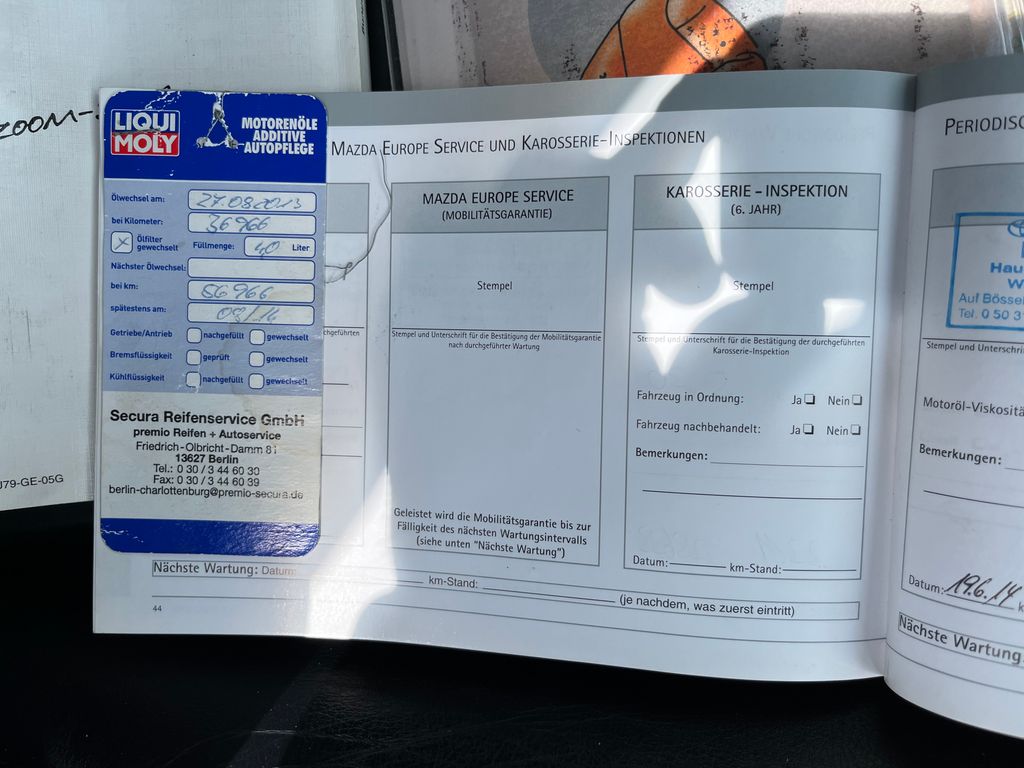 ZOOM-
J79-GE-05G
LIQUI
MOLY
MOTORENÖLE
ADDITIVE
AUTOPFLEGE
Ölwechsel am: 27.08.2013
bei Kilometer: 36966
Ölfilter
gewechselt
Füllmenge: 4,0 Liter
Nächster Ölwechsel:
bei km: 56966
spätestens am: 08/14
Getriebe/Antrieb nachgefüllt gewechselt
Bremsflüssigkeit geprüft gewechselt
Kühlflüssigkeit nachgefüllt gewechselt
Secura Reifenservice GmbH
premio Reifen + Autoservice
Friedrich-Olbricht-Damm 81
13627 Berlin
Tel.: 0 30 / 3 44 60 30
Fax: 0 30 / 3 44 60 39
berlin-charlottenburg@premio-secura.de
MAZDA EUROPE SERVICE UND KAROSSERIE-INSPEKTIONEN
chgeführten
MAZDA EUROPE SERVICE
(MOBILITÄTSGARANTIE)
Stempel
Stempel und Unterschrift für die Bestätigung der Mobilitätsgarantie
nach durchgeführter Wartung
Geleistet wird die Mobilitätsgarantie bis zur
Fälligkeit des nächsten Wartungsintervalls
(siehe unten "Nächste Wartung")
KAROSSERIE - INSPEKTION
(6. JAHR)
Stempel
Stempel und Unterschrift für die Bestätigung der durchgeführten
Karosserie-Inspektion
Fahrzeug in Ordnung: Ja Nein
Fahrzeug nachbehandelt: Ja Nein
Bemerkungen:
Datum: km-Stand:
Nächste Wartung: Datum: km-Stand: (je nachdem, was zuerst eintritt)
44
PERIODISC
Hau
W
Auf Bössel
Tel. 0 50 3
Stempel und Unterschri
Motoröl-Viskositä
Bemerkungen:
Datum: 19.6.14 k
Nächste Wartung: